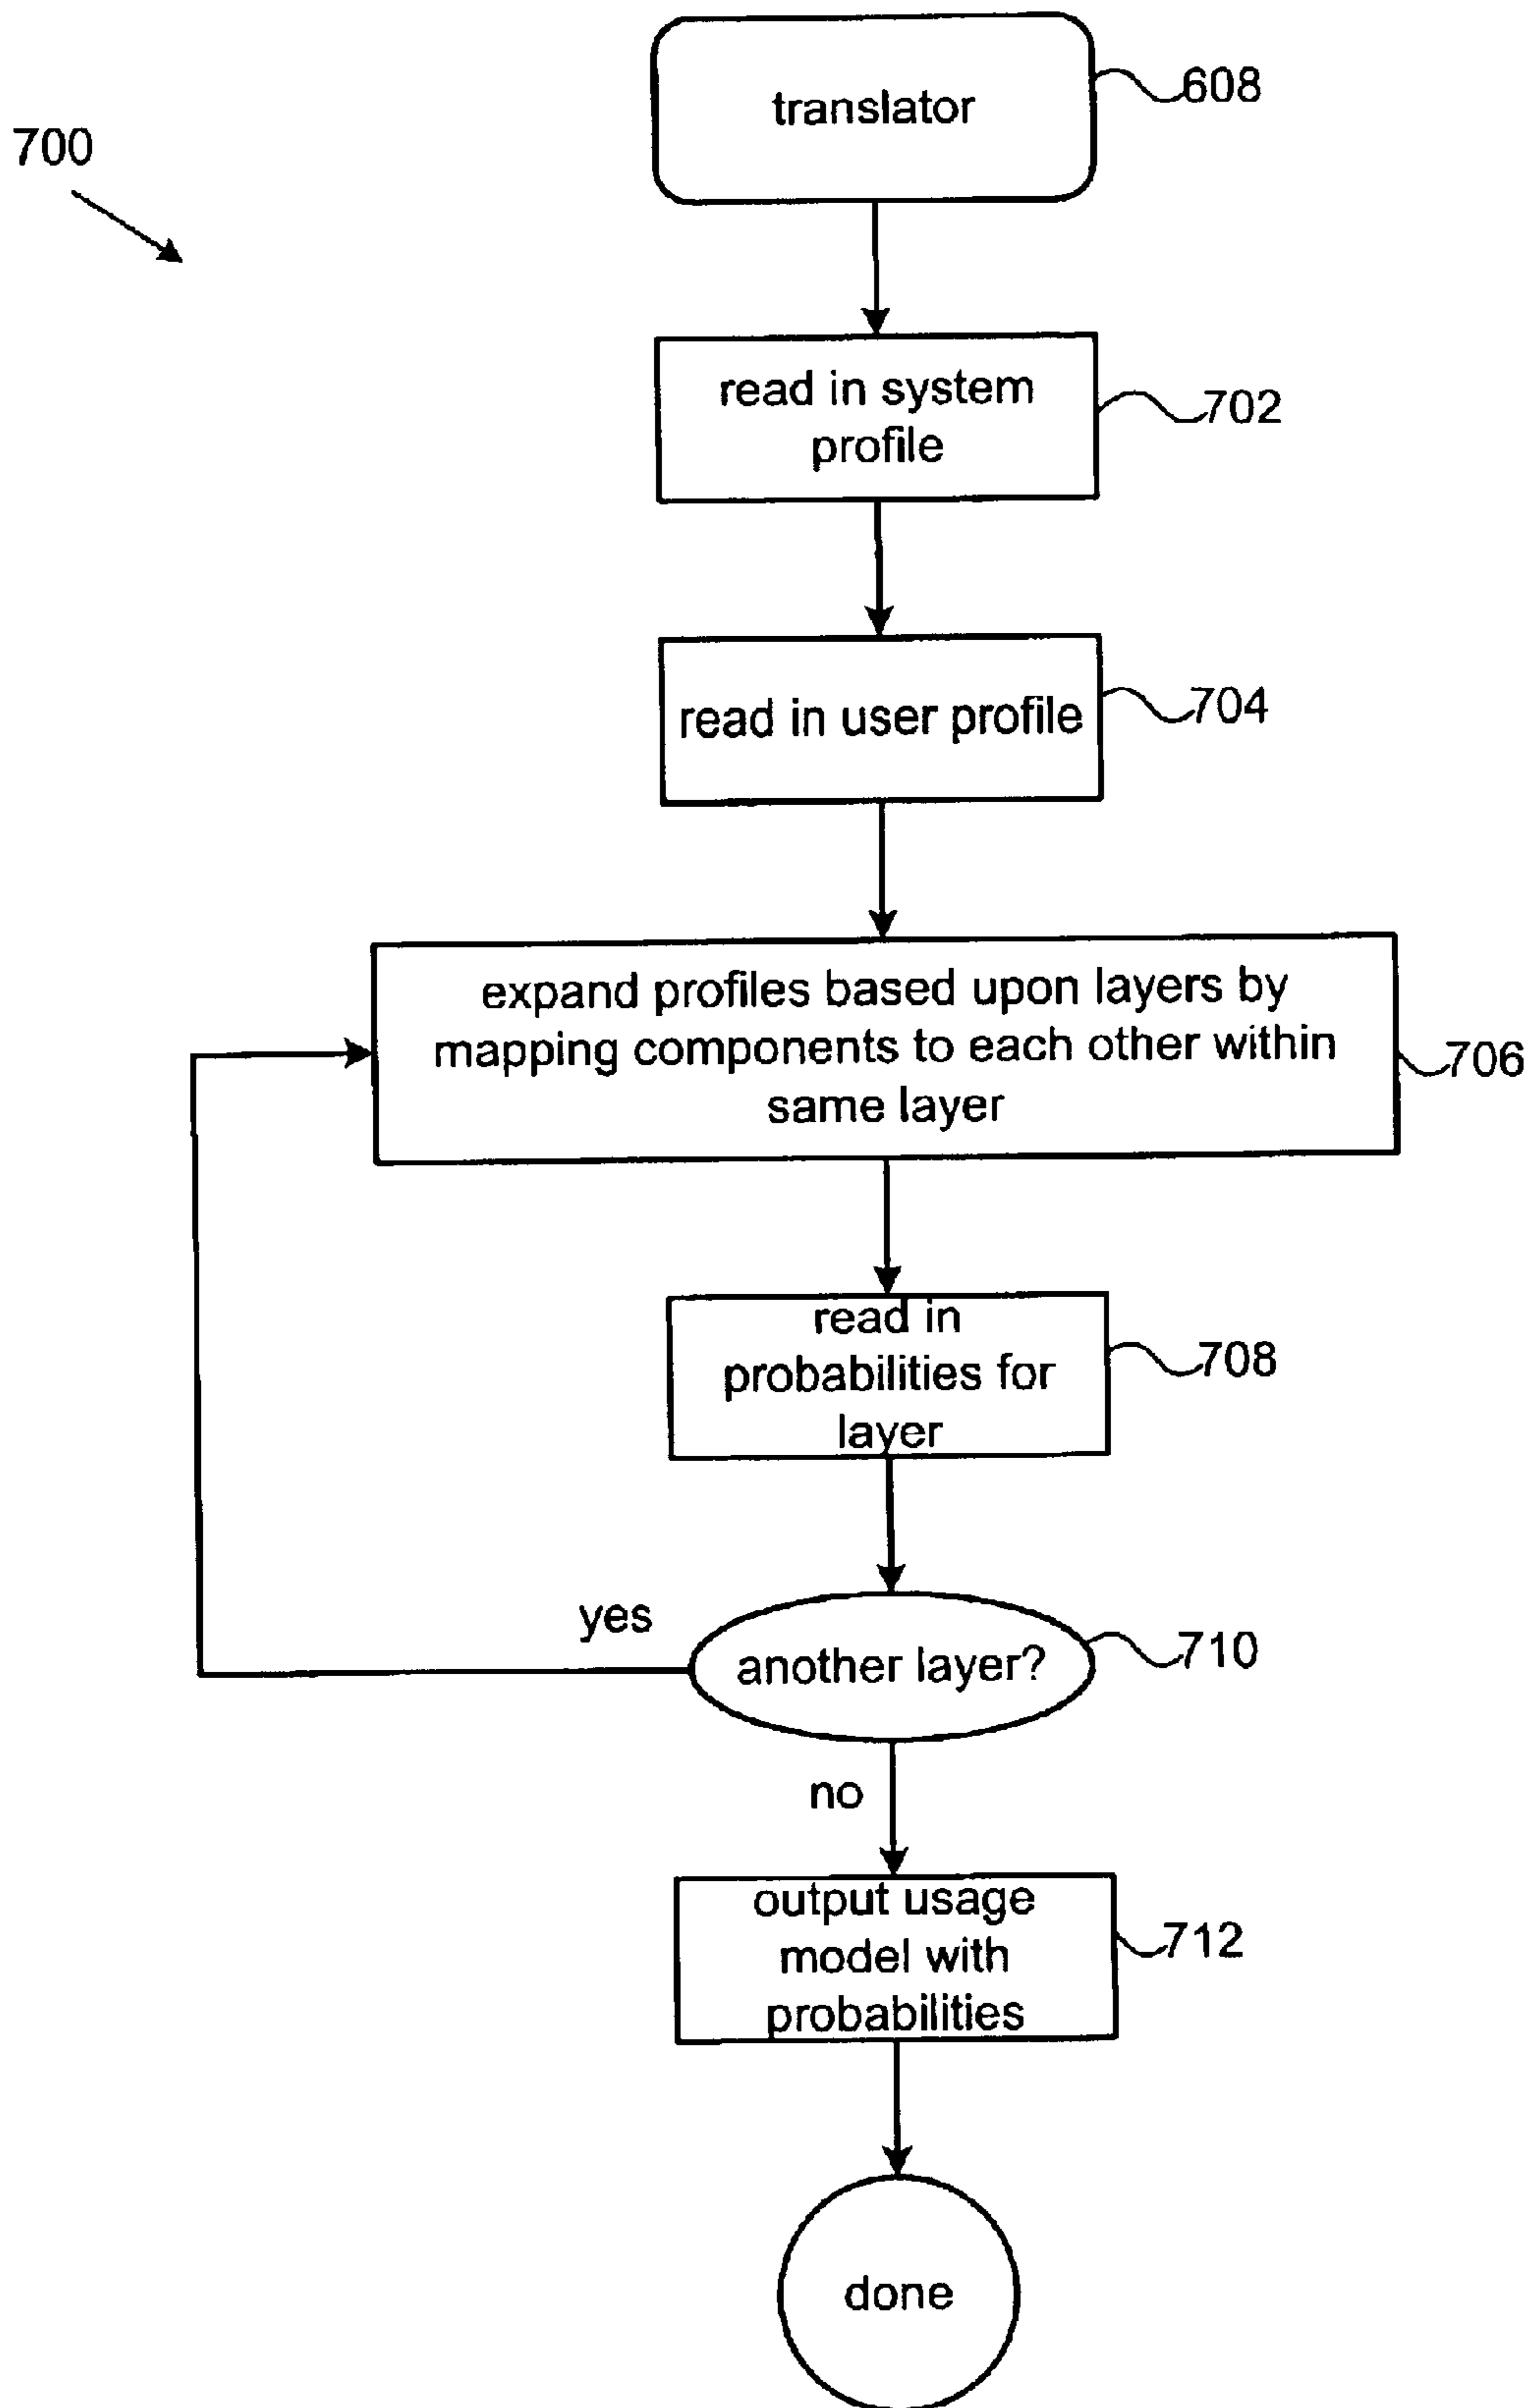 translator
608
700
read in system
profile
702
read in user profile
704
expand profiles based upon layers by
mapping components to each other within
same layer
706
read in
probabilities for
layer
708
yes
another layer?
710
no
output usage
model with
probabilities
712
done